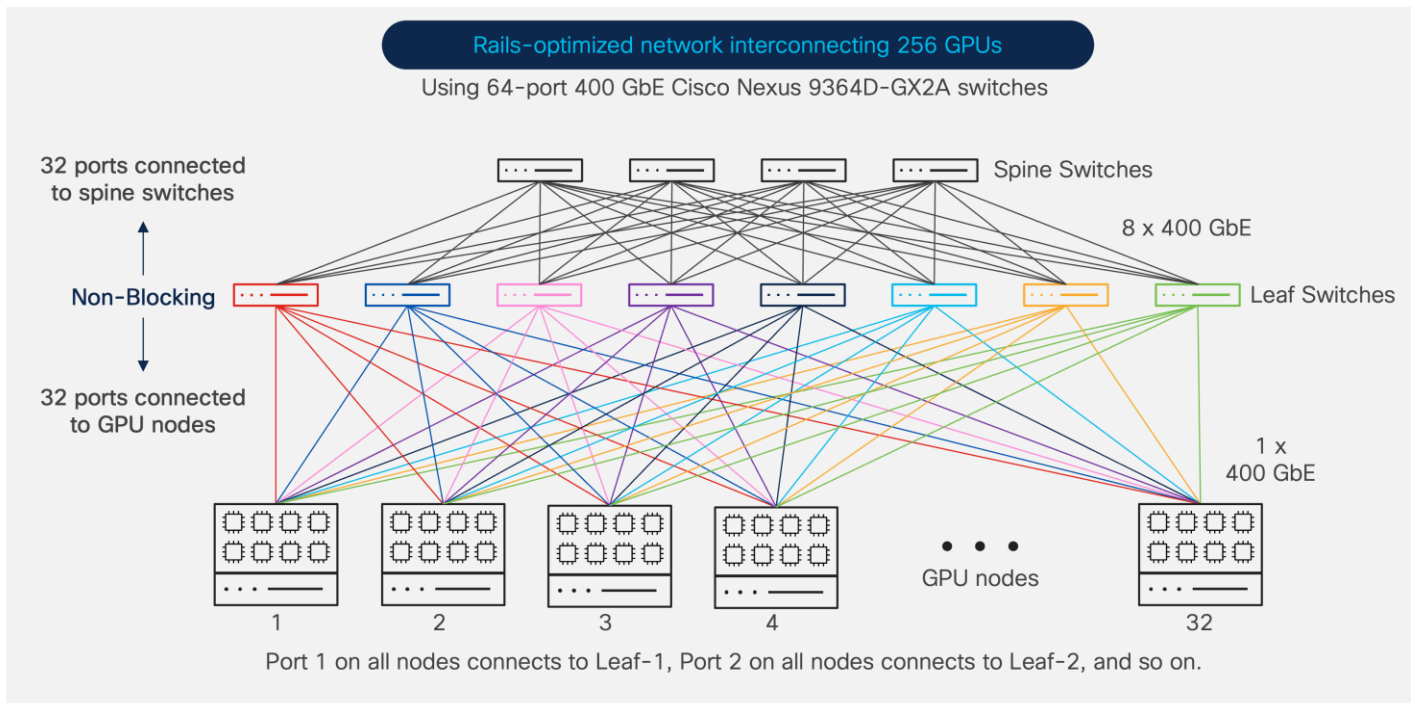 Rails-optimized network interconnecting 256 GPUs
Using 64-port 400 GbE Cisco Nexus 9364D-GX2A switches
32 ports connected
to spine switches
Spine Switches
8 x 400 GbE
Non-Blocking
Leaf Switches
32 ports connected
to GPU nodes
1 x
400 GbE
GPU nodes
1
2
3
4
32
Port 1 on all nodes connects to Leaf-1, Port 2 on all nodes connects to Leaf-2, and so on.